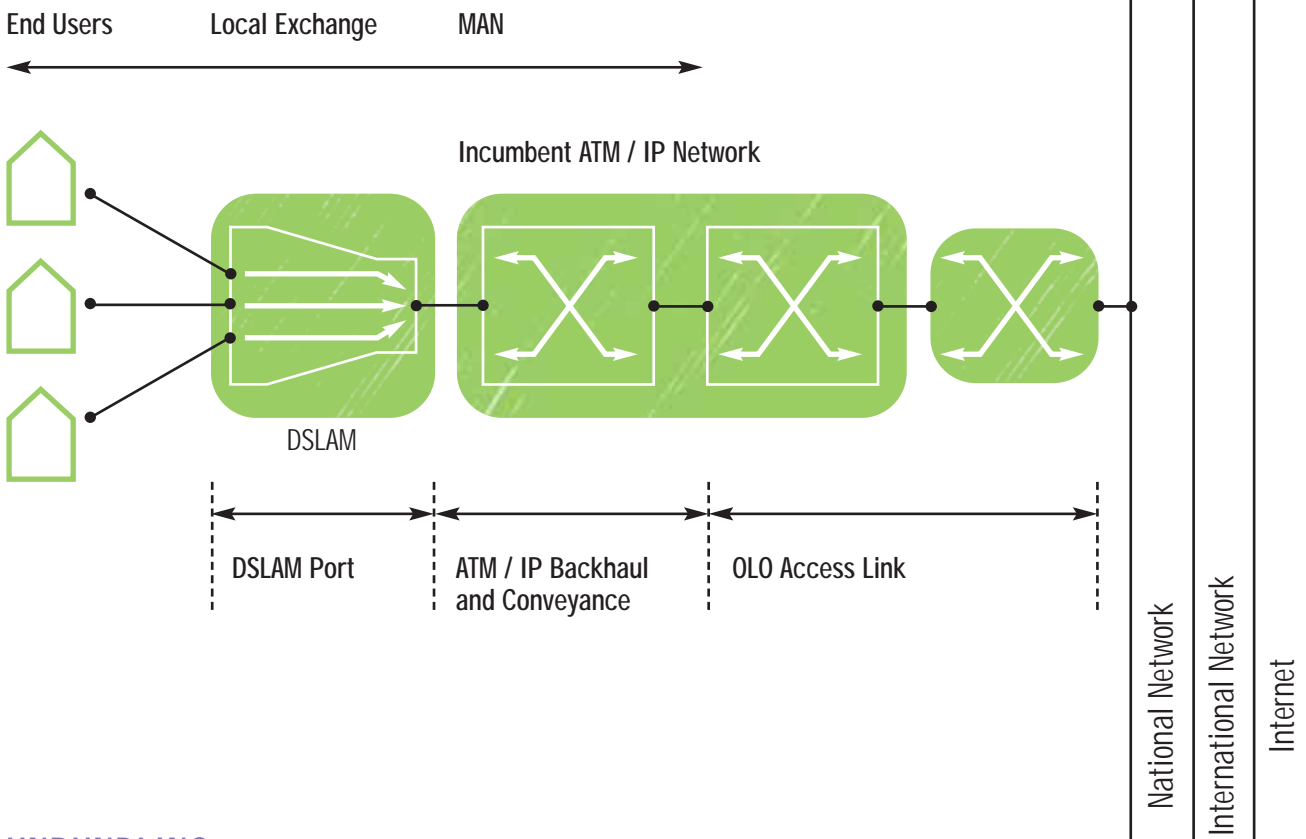 End Users
Local Exchange
MAN
Incumbent ATM / IP Network
DSLAM
DSLAM Port
ATM / IP Backhaul
and Conveyance
OLO Access Link
National Network
International Network
Internet